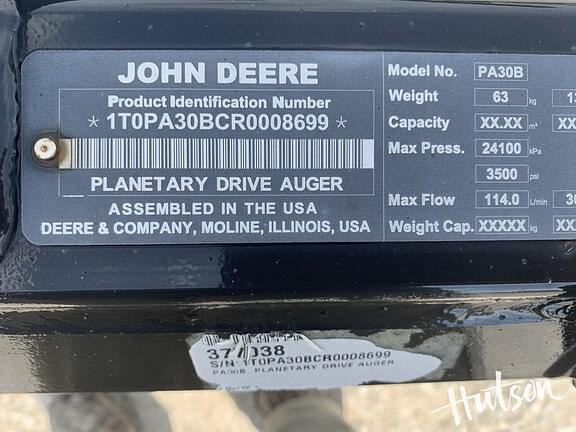 JOHN DEERE
Product Identification Number
* 1T0PA30BCR0008699 *
PLANETARY DRIVE AUGER
ASSEMBLED IN THE USA
DEERE & COMPANY, MOLINE, ILLINOIS, USA
Model No. PA30B
Weight 63 kg
Capacity XX.XX m³
Max Press. 24100 kPa
3500 psi
Max Flow 114.0 L/min
Weight Cap. XXXXX kg
S/N: 1T0PA30BCR0008699
PA30B, PLANETARY DRIVE AUGER
Hutson